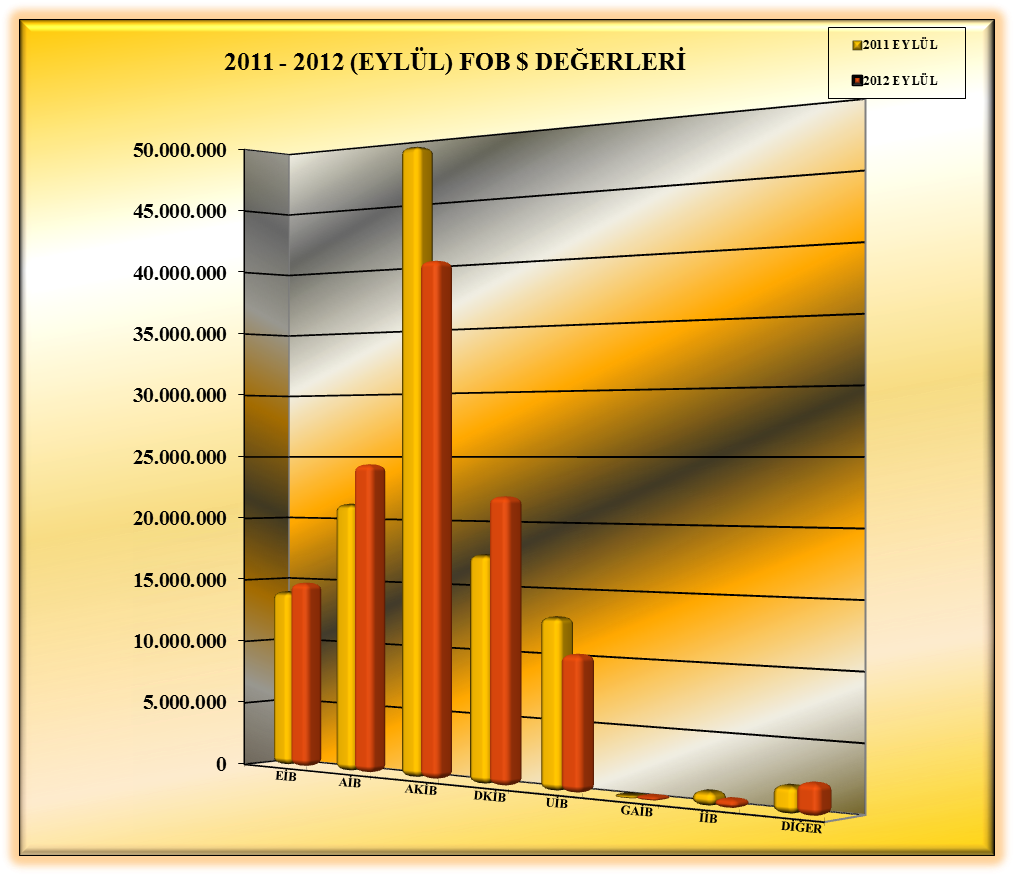 2011 - 2012 (EYLÜL) FOB $ DEĞERLERİ
2011 EYLÜL
2012 EYLÜL
50.000.000
45.000.000
40.000.000
35.000.000
30.000.000
25.000.000
20.000.000
15.000.000
10.000.000
5.000.000
0
EİB
AİB
AKİB
DKİB
UİB
GAİB
İİB
DİĞER